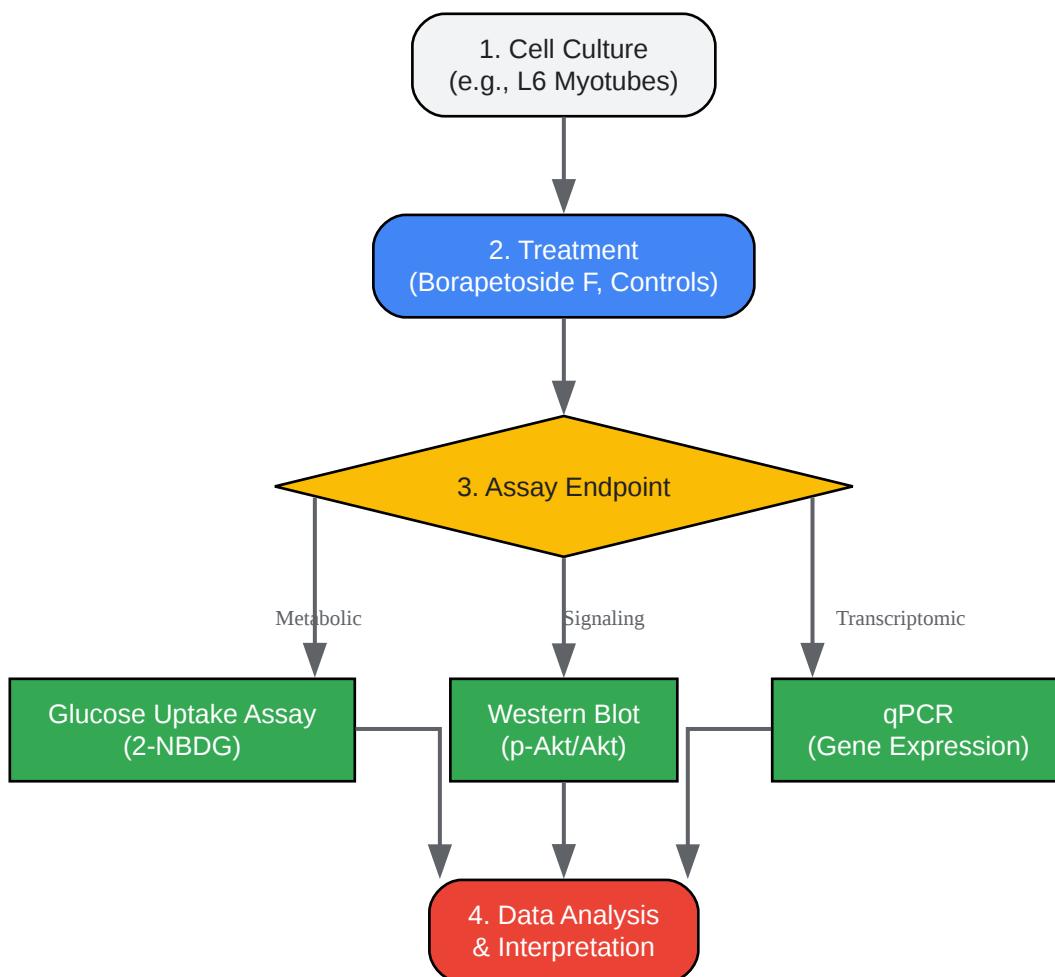 1. Cell Culture
(e.g., L6 Myotubes)
2. Treatment
(Borapetoside F, Controls)
3. Assay Endpoint
Metabolic
Signaling
Transcriptomic
Glucose Uptake Assay
(2-NBDG)
Western Blot
(p-Akt/Akt)
qPCR
(Gene Expression)
4. Data Analysis
& Interpretation